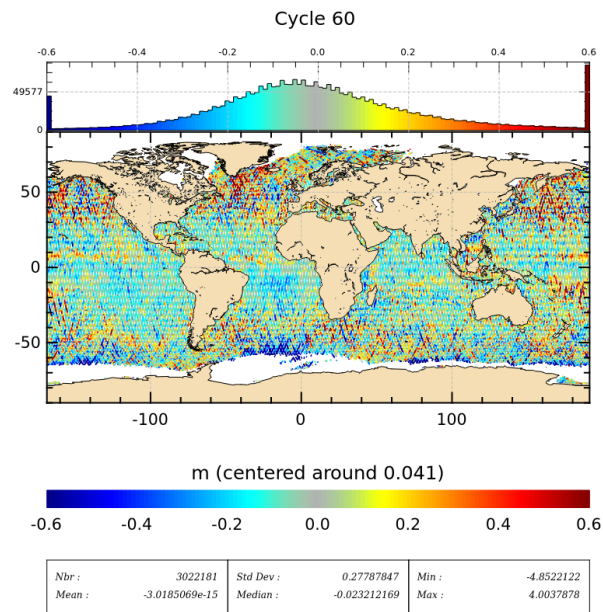 Cycle 60
-0.6 -0.4 -0.2 0.0 0.2 0.4 0.6
49577
0
50
0
-50
-100 0 100
m (centered around 0.041)
-0.6 -0.4 -0.2 0.0 0.2 0.4 0.6
Nbr : 3022181 Std Dev : 0.27787847 Min : -4.8522122
Mean : -3.0185069e-15 Median : -0.023212169 Max : 4.0037878